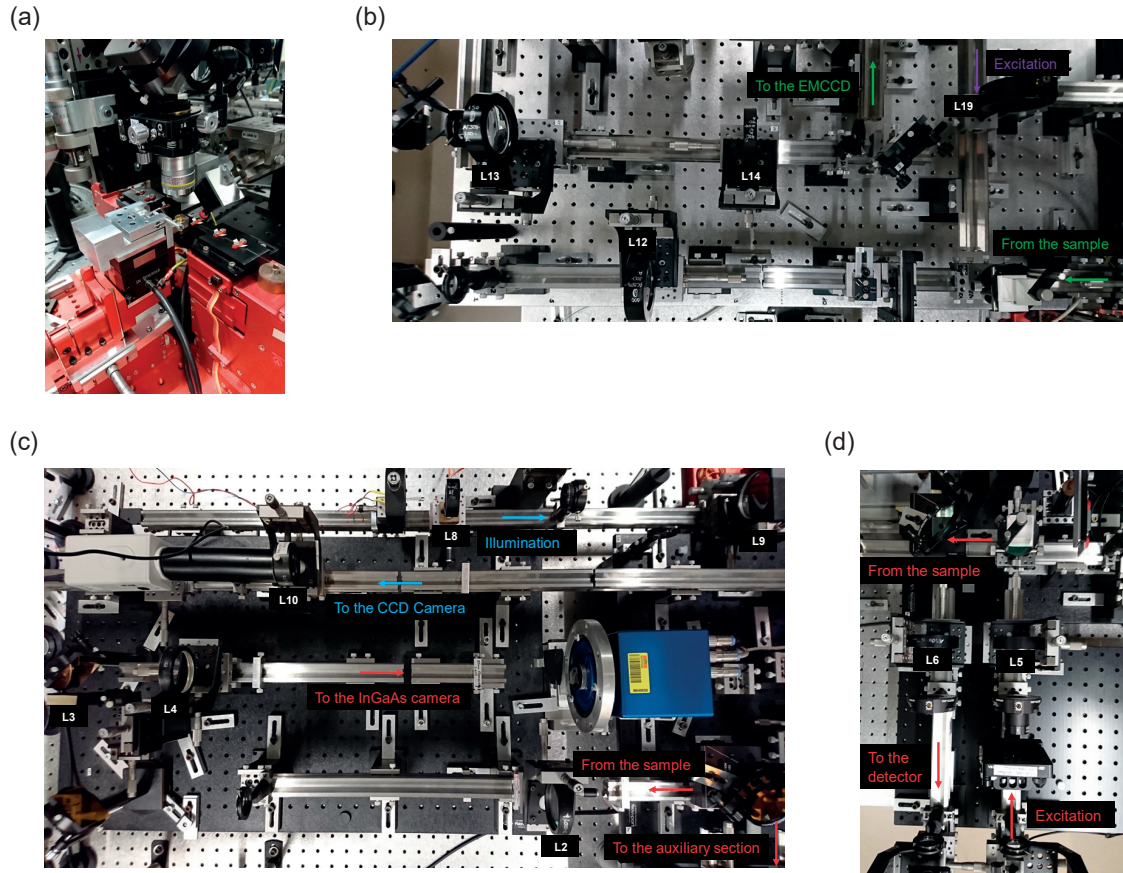 (a)
(b)
To the EMCCD
Excitation
L19
L13
L14
L12
From the sample
(c)
L8
Illumination
L9
L10
To the CCD Camera
L3
L4
To the InGaAs camera
From the sample
L2
To the auxiliary section
(d)
From the sample
L6
L5
To the
detector
Excitation